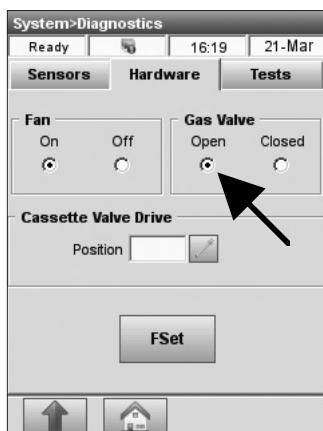 System>Diagnostics
Ready 16:19 21-Mar
Sensors Hardware Tests
Fan Gas Valve
On Off Open Closed
Cassette Valve Drive
Position
FSet